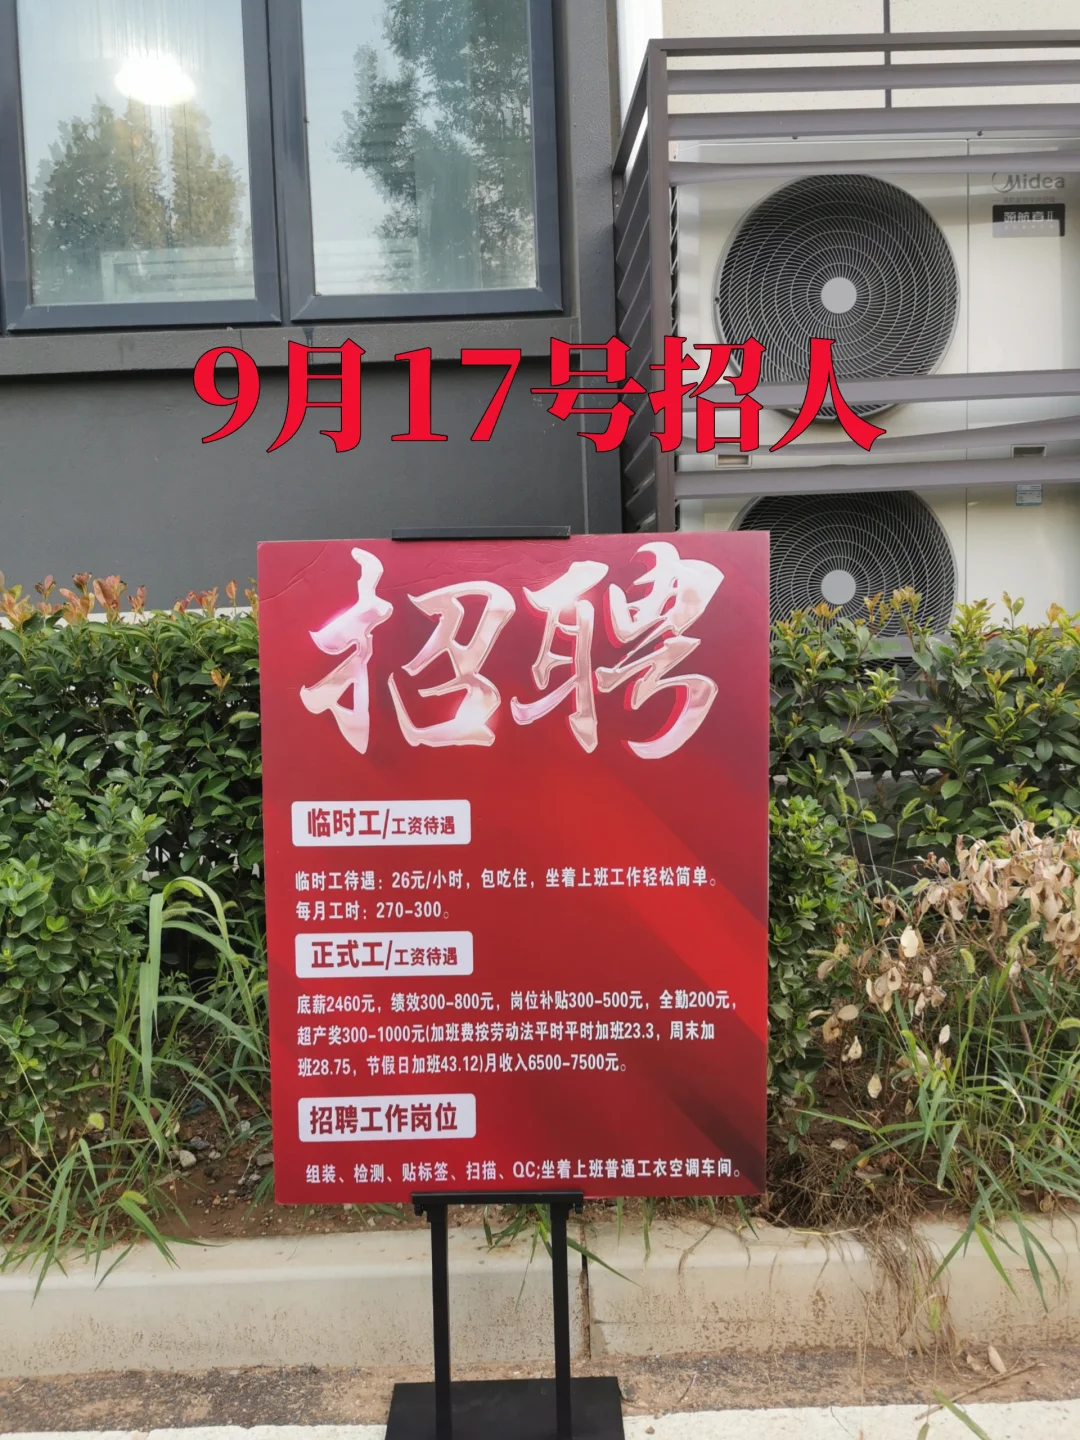 Midea
领航者II
9月17号招人
招聘
临时工/工资待遇
临时工待遇：26元/小时，包吃住，坐着上班工作轻松简单。
每月工时：270-300。
正式工/工资待遇
底薪2460元，绩效300-800元，岗位补贴300-500元，全勤200元，
超产奖300-1000元(加班费按劳动法平时平时加班23.3，周末加
班28.75，节假日加班43.12)月收入6500-7500元。
招聘工作岗位
组装、检测、贴标签、扫描、QC;坐着上班普通工衣空调车间。